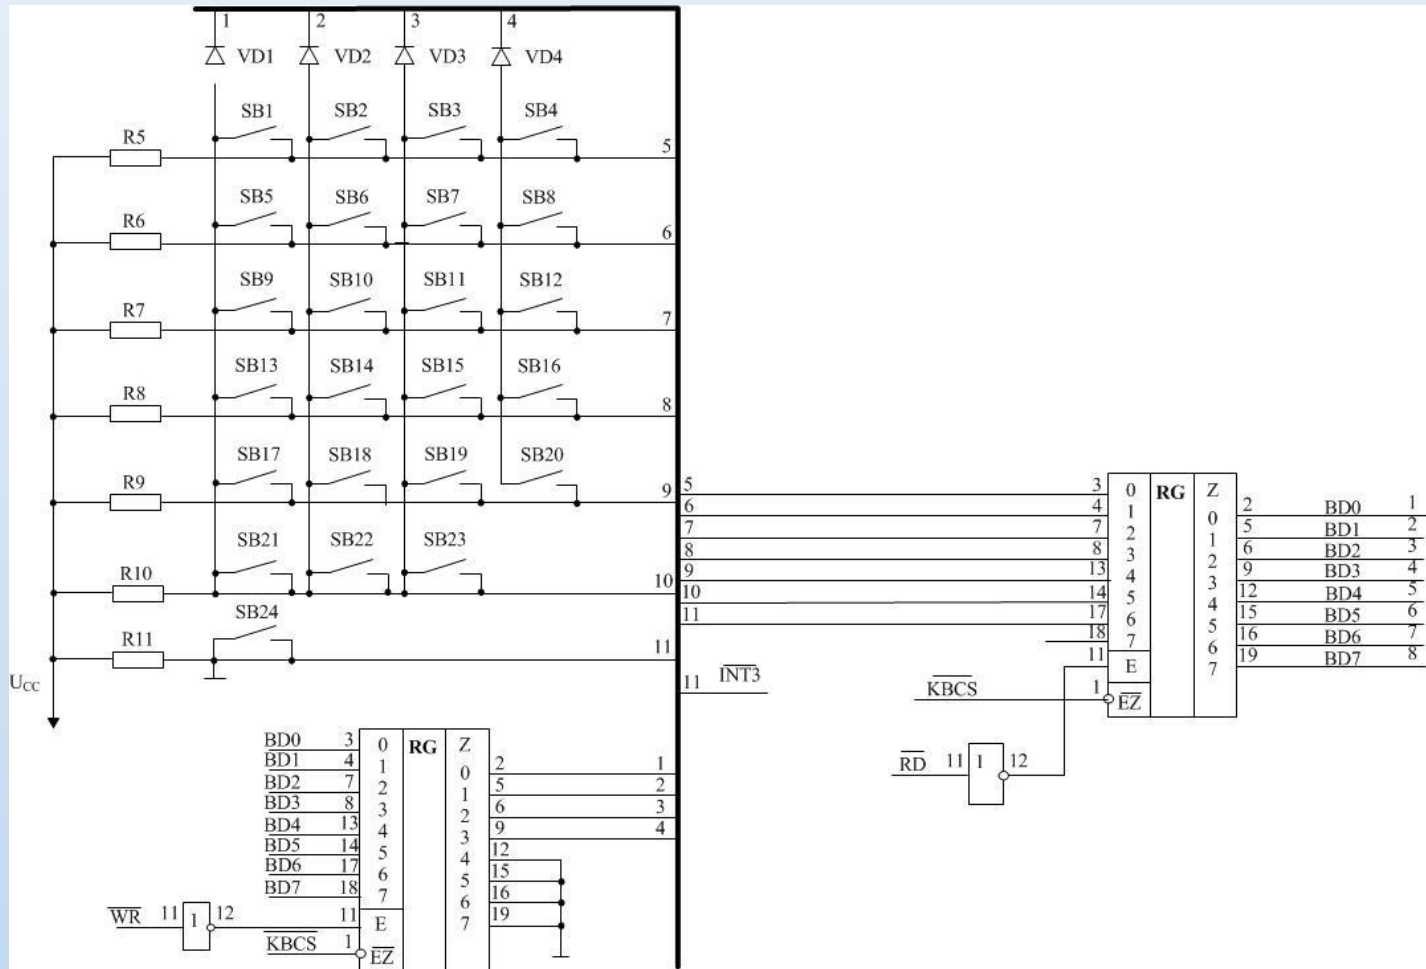 1 2 3 4
VD1 VD2 VD3 VD4
SB1 SB2 SB3 SB4
R5 5
SB5 SB6 SB7 SB8
R6 6
SB9 SB10 SB11 SB12
R7 7
SB13 SB14 SB15 SB16
R8 8
SB17 SB18 SB19 SB20
R9 9
SB21 SB22 SB23
R10 10
SB24
R11 11
U_CC
5 3 0 RG Z
6 4 1 0 2 BD0 1
7 7 2 1 5 BD1 2
8 8 3 2 6 BD2 3
9 13 4 3 9 BD3 4
10 14 5 4 12 BD4 5
11 17 6 5 15 BD5 6
18 7 6 16 BD6 7
11 E 7 19 BD7 8
11 I̅N̅T̅3̅
K̅B̅C̅S̅ 1 E̅Z̅
R̅D̅ 11 1 12
BD0 3 0 RG Z
BD1 4 1 0 2 1
BD2 7 2 1 5 2
BD3 8 3 2 6 3
BD4 13 4 3 9 4
BD5 14 5 4 12
BD6 17 6 5 15
BD7 18 7 6 16
W̅R̅ 11 1 12 11 E 7 19
K̅B̅C̅S̅ 1 E̅Z̅